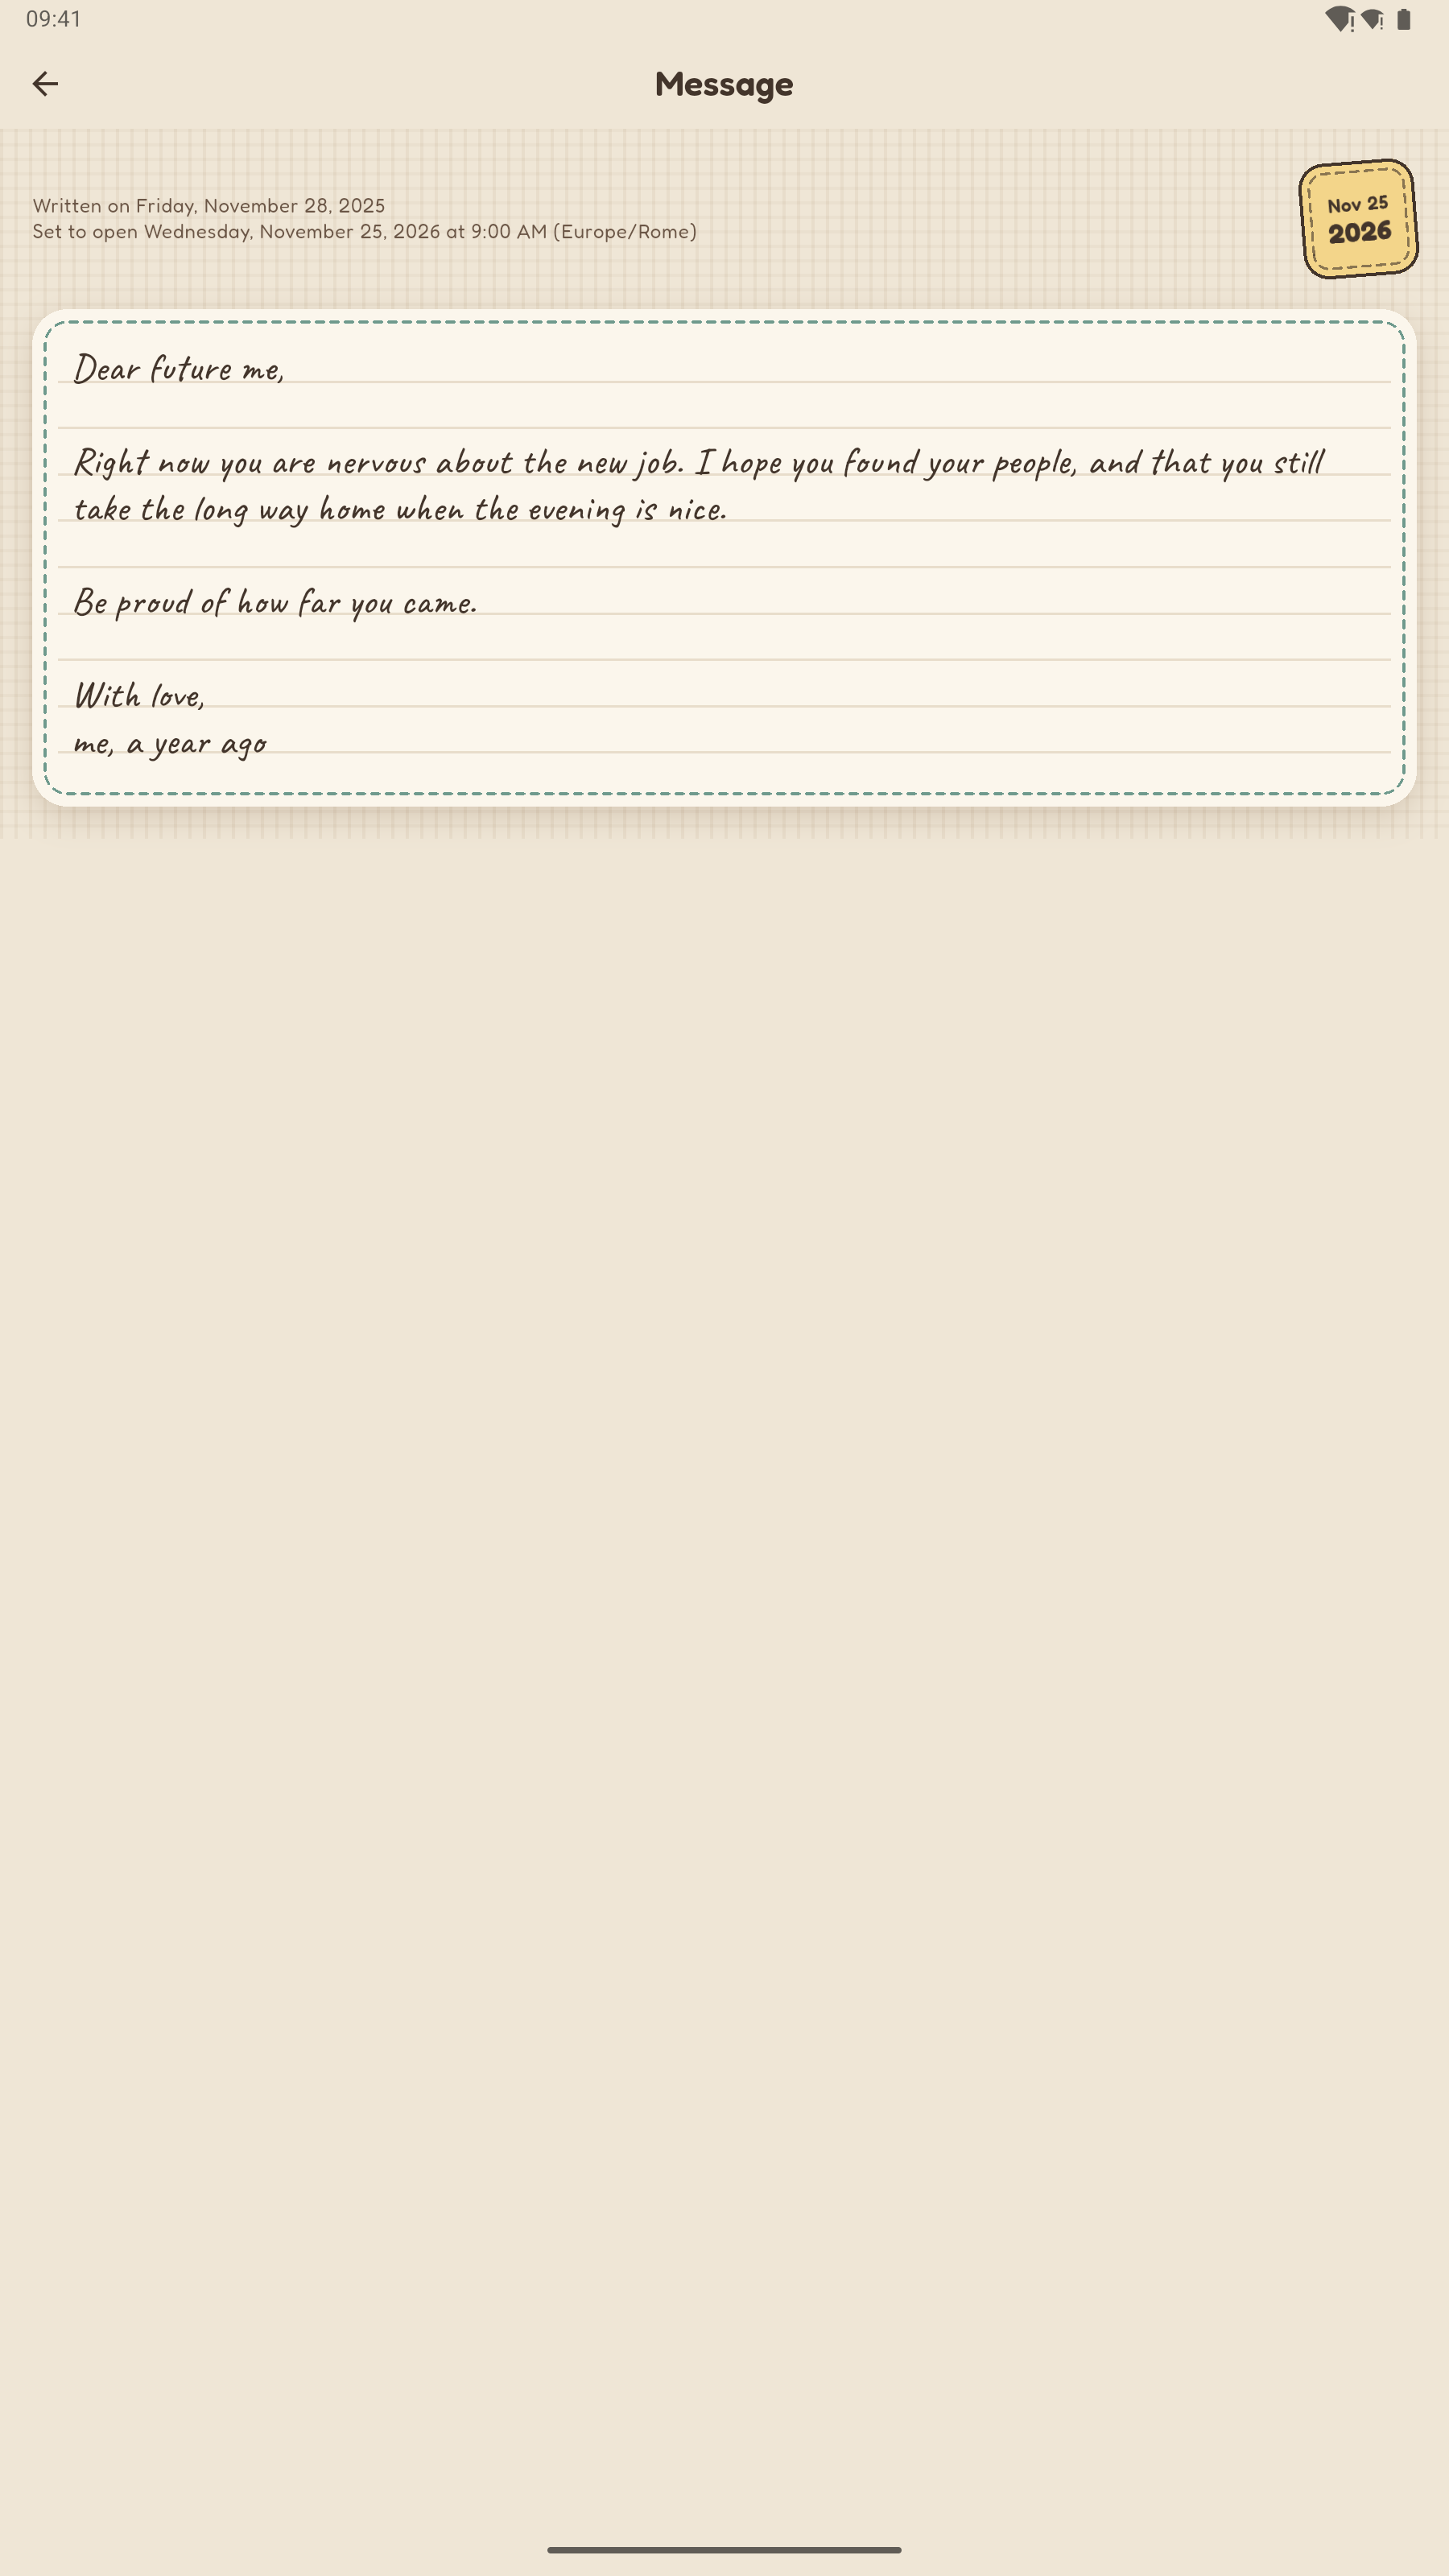 09:41
Message
Written on Friday, November 28, 2025
Set to open Wednesday, November 25, 2026 at 9:00 AM (Europe/Rome)
Nov 25
2026
Dear future me,
Right now you are nervous about the new job. I hope you found your people, and that you still
take the long way home when the evening is nice.
Be proud of how far you came.
With love,
me, a year ago